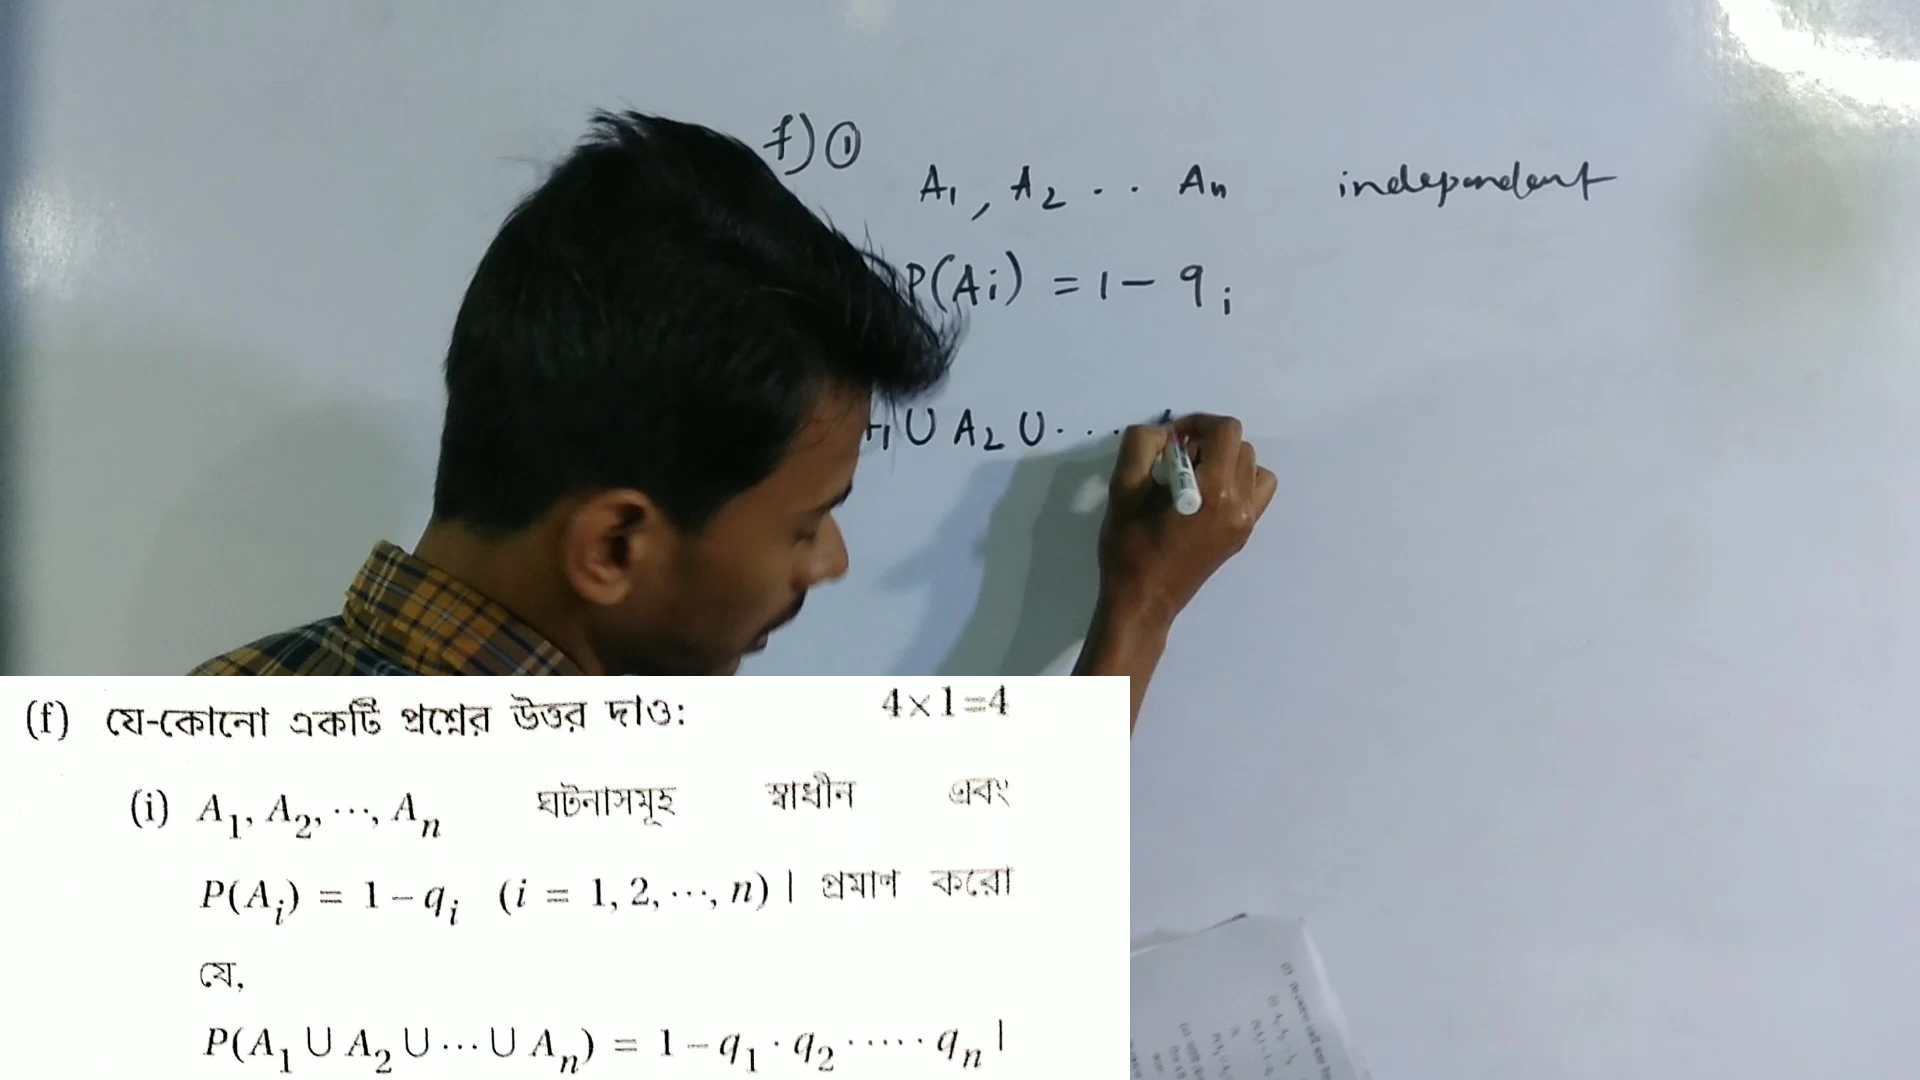 f) ①
A₁, A₂ .. Aₙ independent
P(Ai) = 1 - qᵢ
₁ ∪ A₂ ∪ ...
(f) যে-কোনো একটি প্রশ্নের উত্তর দাও: 4×1=4
(i) A₁, A₂, ⋯, Aₙ ঘটনাসমূহ স্বাধীন এবং
P(Aᵢ) = 1 – qᵢ (i = 1, 2, ⋯, n) । প্রমাণ করো
যে,
P(A₁ ∪ A₂ ∪ ⋯ ∪ Aₙ) = 1 – q₁ · q₂ ····· qₙ ।